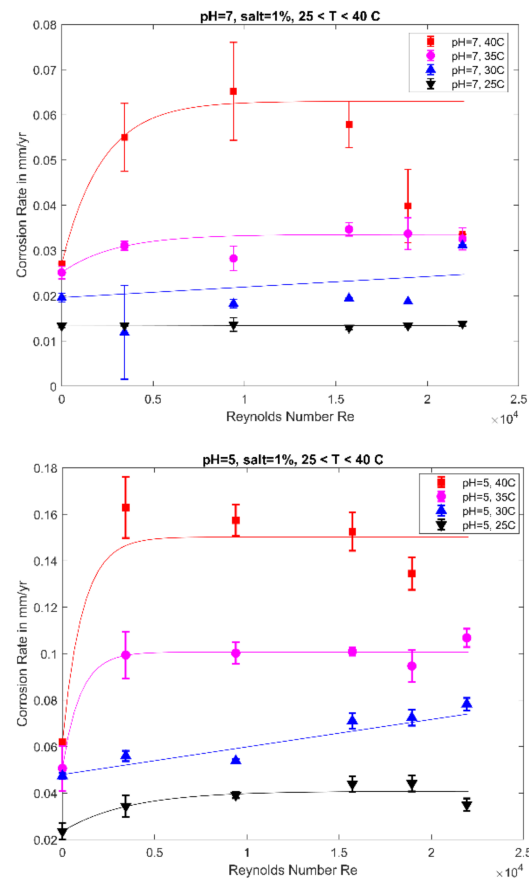 pH=7, salt=1%, 25 < T < 40 C
0.08
0.07
0.06
0.05
0.04
0.03
0.02
0.01
0
Corrosion Rate in mm/yr
pH=7, 40C
pH=7, 35C
pH=7, 30C
pH=7, 25C
0 0.5 1 1.5 2 2.5
Reynolds Number Re
×10⁴
pH=5, salt=1%, 25 < T < 40 C
0.18
0.16
0.14
0.12
0.1
0.08
0.06
0.04
0.02
Corrosion Rate in mm/yr
pH=5, 40C
pH=5, 35C
pH=5, 30C
pH=5, 25C
0 0.5 1 1.5 2 2.5
Reynolds Number Re
×10⁴